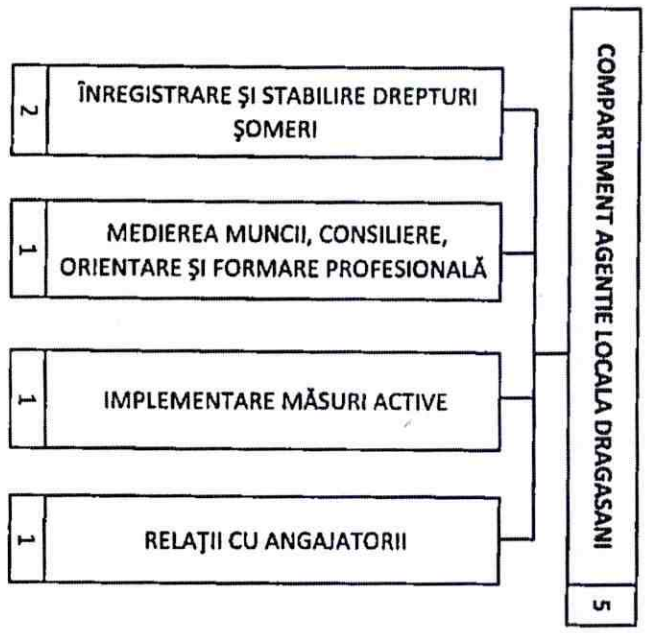 COMPARTIMENT AGENTIE LOCALA DRAGASANI
5
ÎNREGISTRARE ŞI STABILIRE DREPTURI
ŞOMERI
2
MEDIEREA MUNCII, CONSILIERE,
ORIENTARE ŞI FORMARE PROFESIONALĂ
1
IMPLEMENTARE MĂSURI ACTIVE
1
RELAŢII CU ANGAJATORII
1